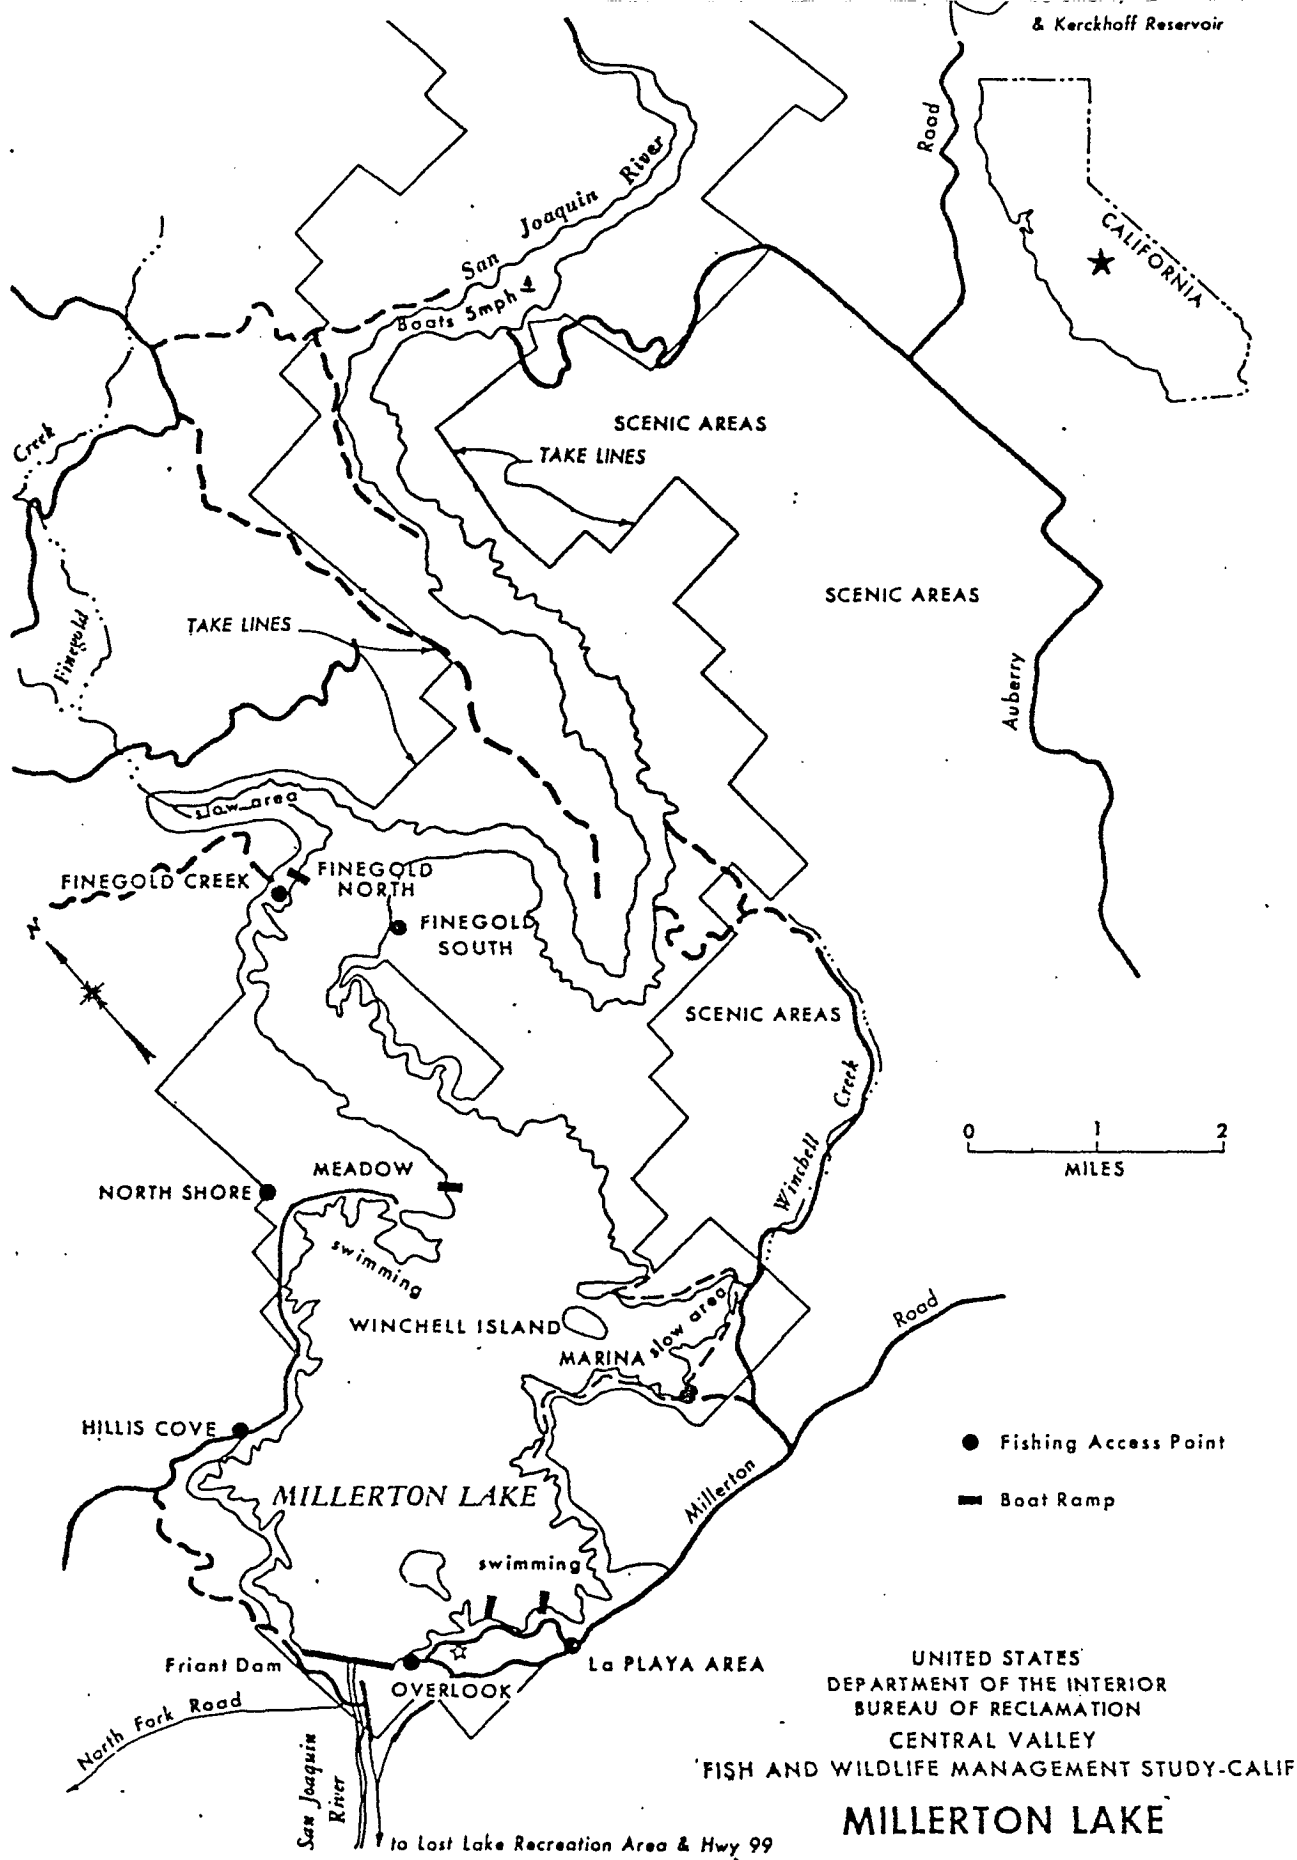 & Kerckhoff Reservoir
Road
CALIFORNIA
San Joaquin River
Boats 5mph
SCENIC AREAS
TAKE LINES
Creek
SCENIC AREAS
TAKE LINES
Finegold
Auberry
slow area
FINEGOLD CREEK
FINEGOLD
NORTH
FINEGOLD
SOUTH
N
SCENIC AREAS
Winchell Creek
0 1 2
MILES
MEADOW
NORTH SHORE
swimming
WINCHELL ISLAND
slow area
Road
MARINA
HILLIS COVE
Fishing Access Point
MILLERTON LAKE
Millerton
Boat Ramp
swimming
Friant Dam
La PLAYA AREA
OVERLOOK
North Fork Road
San Joaquin
River
UNITED STATES
DEPARTMENT OF THE INTERIOR
BUREAU OF RECLAMATION
CENTRAL VALLEY
FISH AND WILDLIFE MANAGEMENT STUDY-CALIF
MILLERTON LAKE
to Lost Lake Recreation Area & Hwy 99